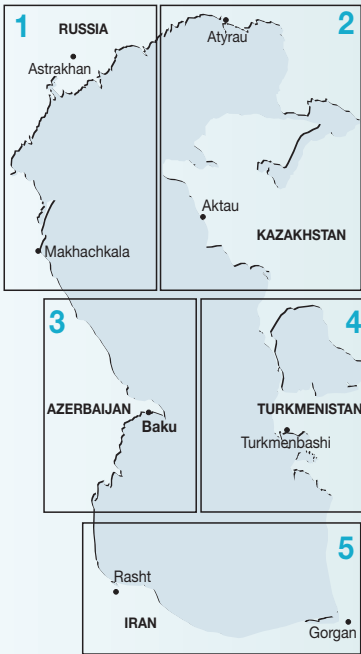 1
RUSSIA
Astrakhan
Makhachkala
2
Atyrau
Aktau
KAZAKHSTAN
3
AZERBAIJAN
Baku
4
TURKMENISTAN
Turkmenbashi
5
Rasht
IRAN
Gorgan